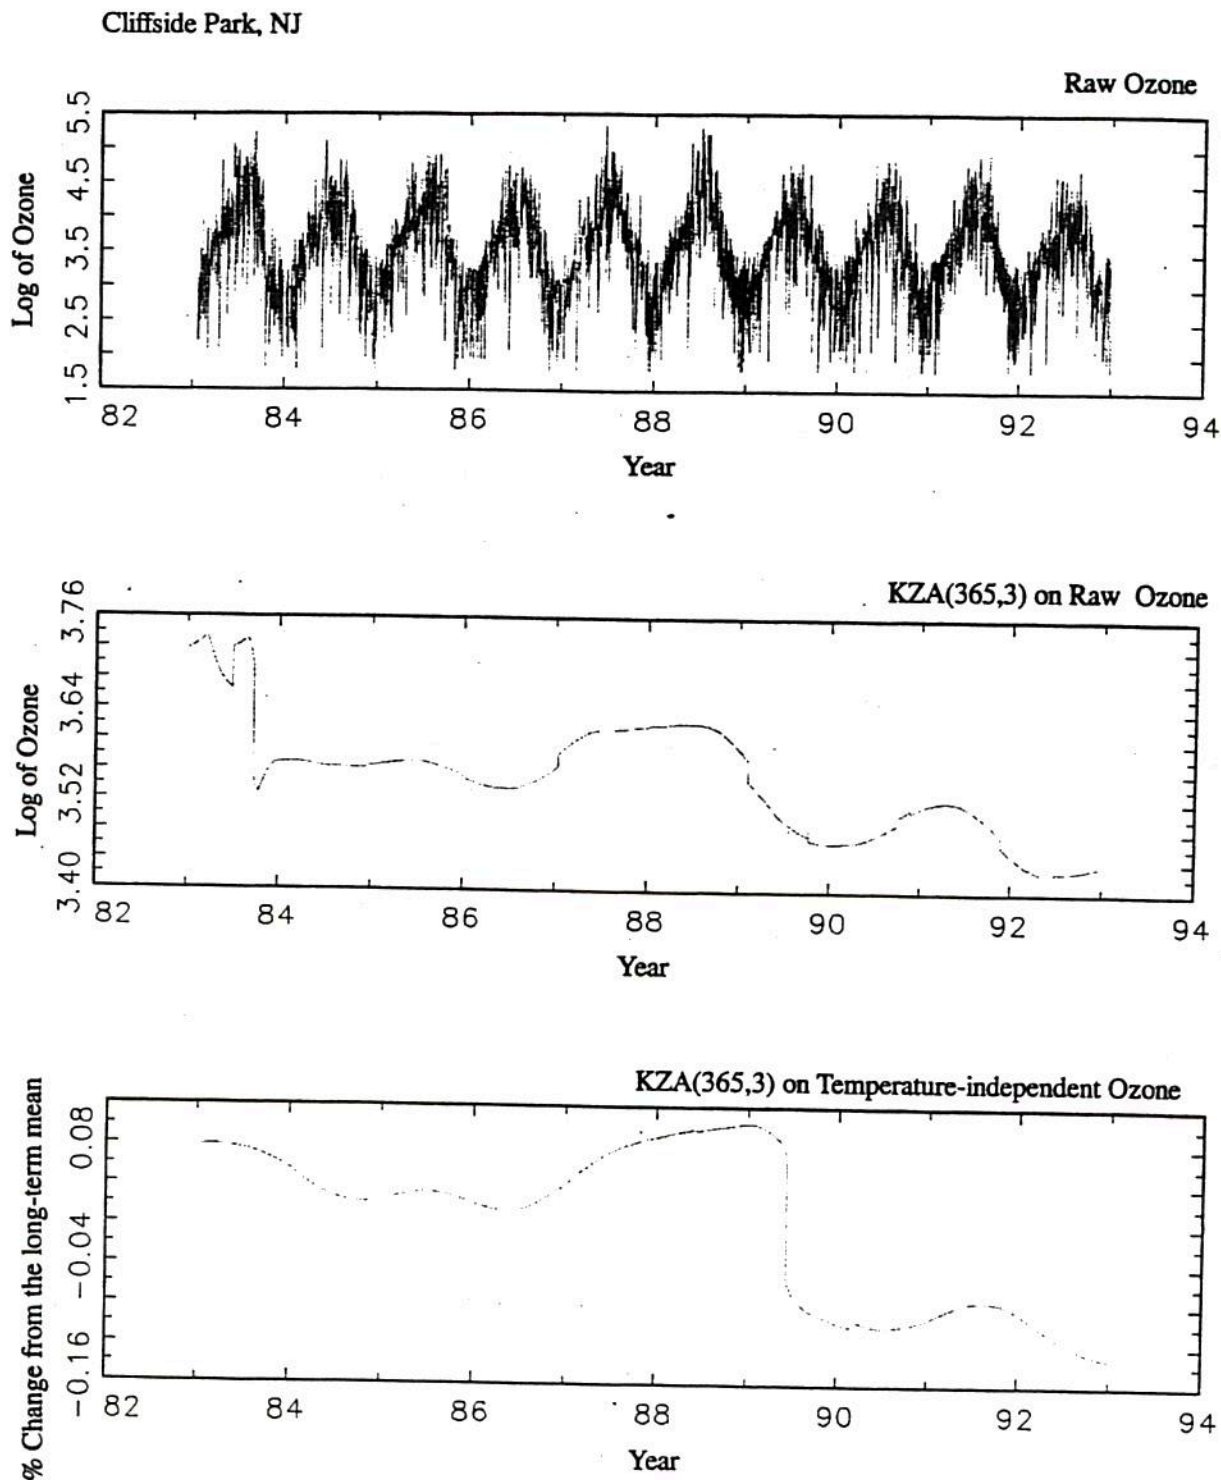 Cliffside Park, NJ
Raw Ozone
Log of Ozone
5.5
4.5
3.5
2.5
1.5
82 84 86 88 90 92 94
Year
KZA(365,3) on Raw Ozone
Log of Ozone
3.76
3.64
3.52
3.40
82 84 86 88 90 92 94
Year
KZA(365,3) on Temperature-independent Ozone
% Change from the long-term mean
0.08
-0.04
-0.16
82 84 86 88 90 92 94
Year